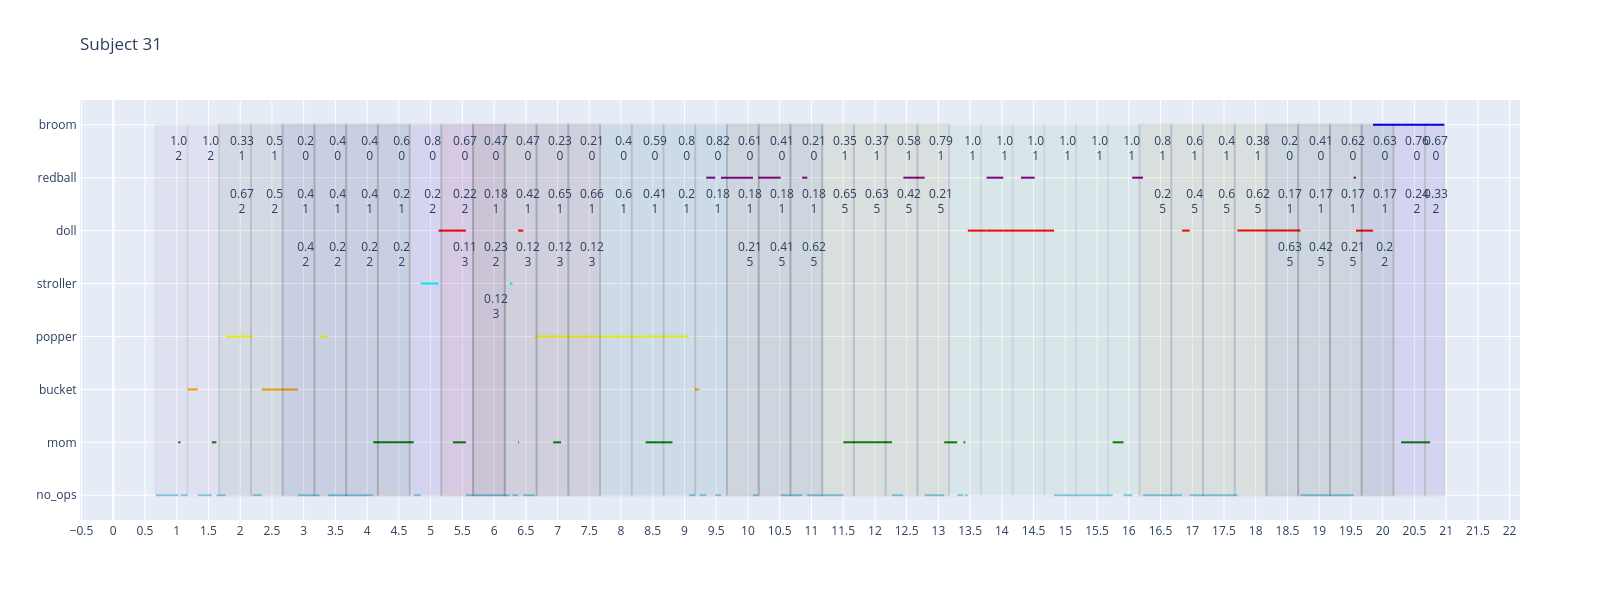 Subject 31
broom
1.0 1.0 0.33 0.5 0.2 0.4 0.4 0.6 0.8 0.67 0.47 0.47 0.23 0.21 0.4 0.59 0.8 0.82 0.61 0.41 0.21 0.35 0.37 0.58 0.79 1.0 1.0 1.0 1.0 1.0 1.0 0.8 0.6 0.4 0.38 0.2 0.41 0.62 0.63 0.76 0.67
2 2 1 1 0 0 0 0 0 0 0 0 0 0 0 0 0 0 0 0 0 1 1 1 1 1 1 1 1 1 1 1 1 1 1 0 0 0 0 0 0
redball
0.67 0.5 0.4 0.4 0.4 0.2 0.2 0.22 0.18 0.42 0.65 0.66 0.6 0.41 0.2 0.18 0.18 0.18 0.18 0.65 0.63 0.42 0.21 0.2 0.4 0.6 0.62 0.17 0.17 0.17 0.17 0.24 0.33
2 2 1 1 1 1 2 2 1 1 1 1 1 1 1 1 1 1 1 5 5 5 5 5 5 5 5 1 1 1 1 2 2
doll
0.4 0.2 0.2 0.2 0.11 0.23 0.12 0.12 0.12 0.21 0.41 0.62 0.63 0.42 0.21 0.2
2 2 2 2 3 2 3 3 3 5 5 5 5 5 5 2
stroller
0.12
3
popper
bucket
mom
no_ops
−0.5 0 0.5 1 1.5 2 2.5 3 3.5 4 4.5 5 5.5 6 6.5 7 7.5 8 8.5 9 9.5 10 10.5 11 11.5 12 12.5 13 13.5 14 14.5 15 15.5 16 16.5 17 17.5 18 18.5 19 19.5 20 20.5 21 21.5 22